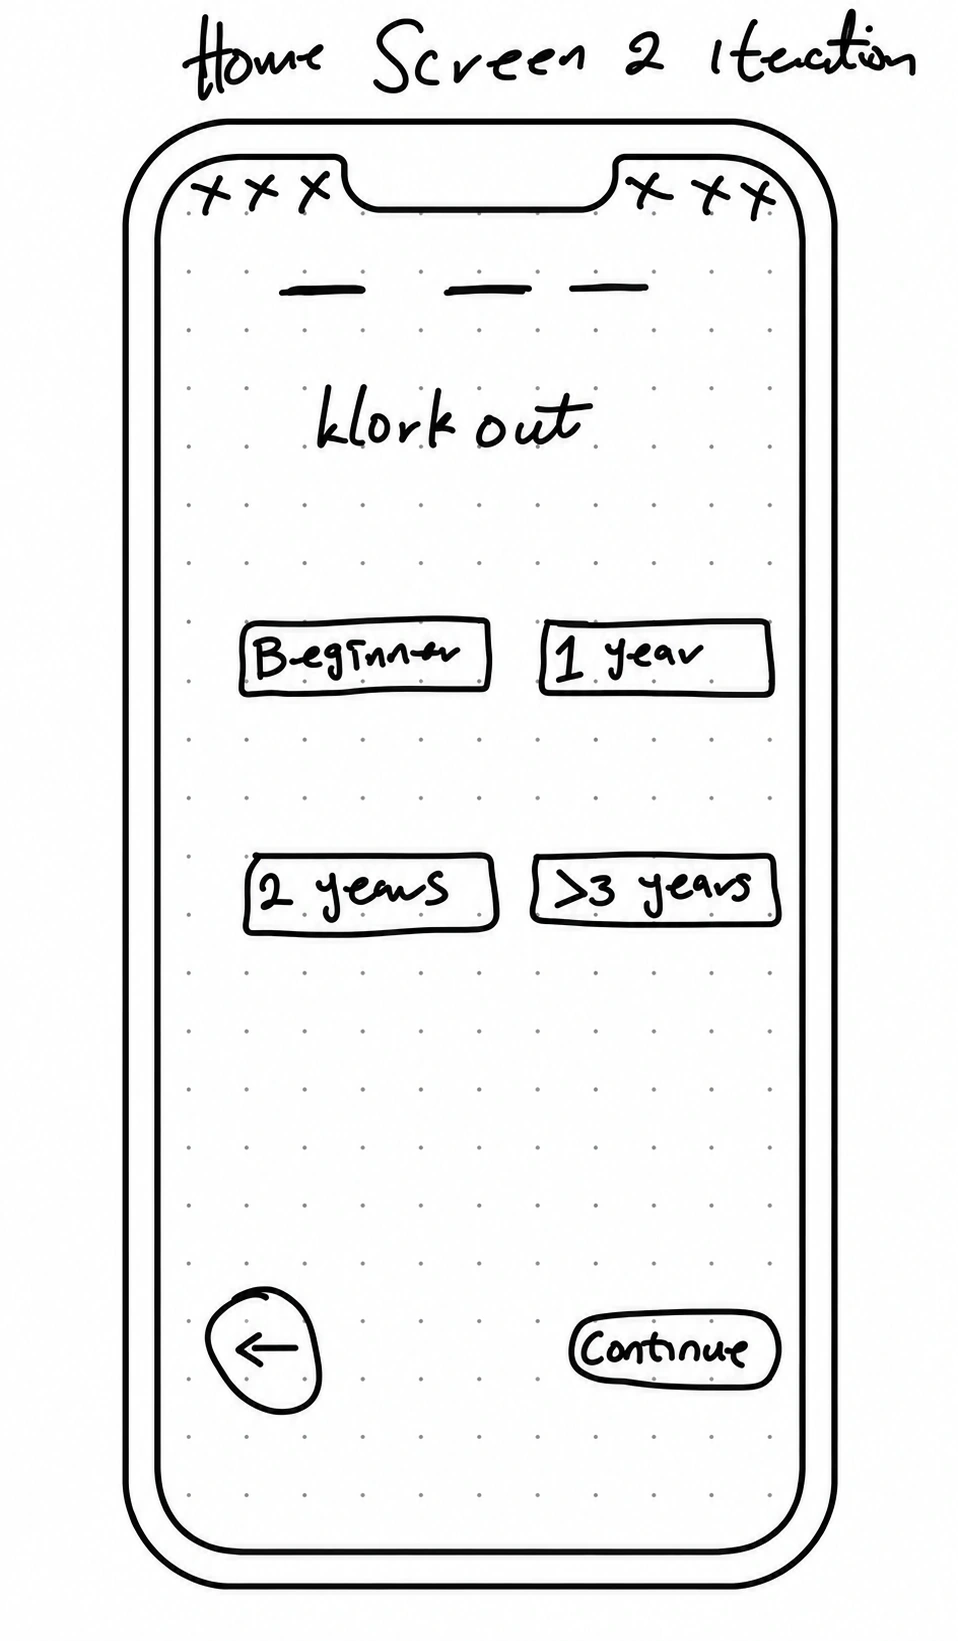 Home Screen 2 iteration
X X X X X X
Workout
Beginner 1 year
2 years >3 years
← Continue